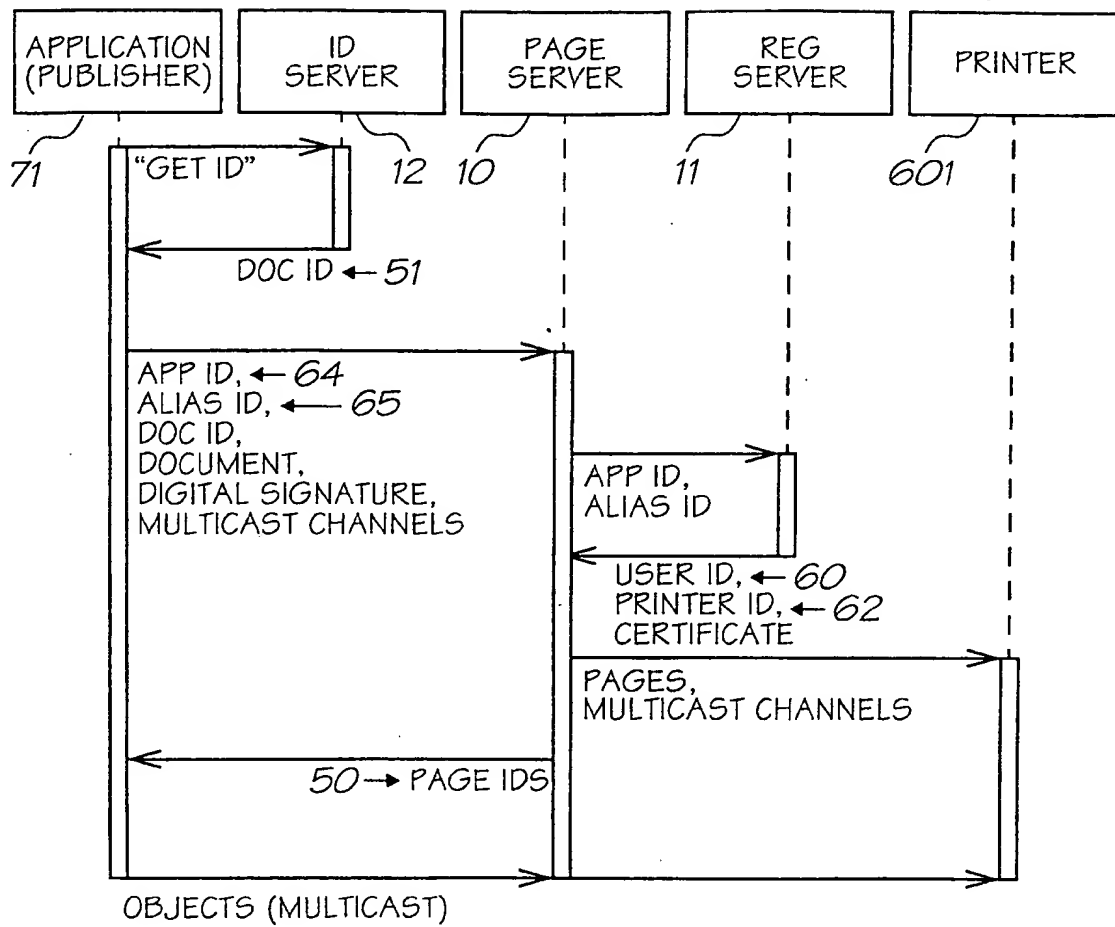 APPLICATION
(PUBLISHER)
ID
SERVER
PAGE
SERVER
REG
SERVER
PRINTER
71
12
10
11
601
"GET ID"
DOC ID ← 51
APP ID, ← 64
ALIAS ID, ← 65
DOC ID,
DOCUMENT,
DIGITAL SIGNATURE,
MULTICAST CHANNELS
APP ID,
ALIAS ID
USER ID, ← 60
PRINTER ID, ← 62
CERTIFICATE
PAGES,
MULTICAST CHANNELS
50 → PAGE IDS
OBJECTS (MULTICAST)